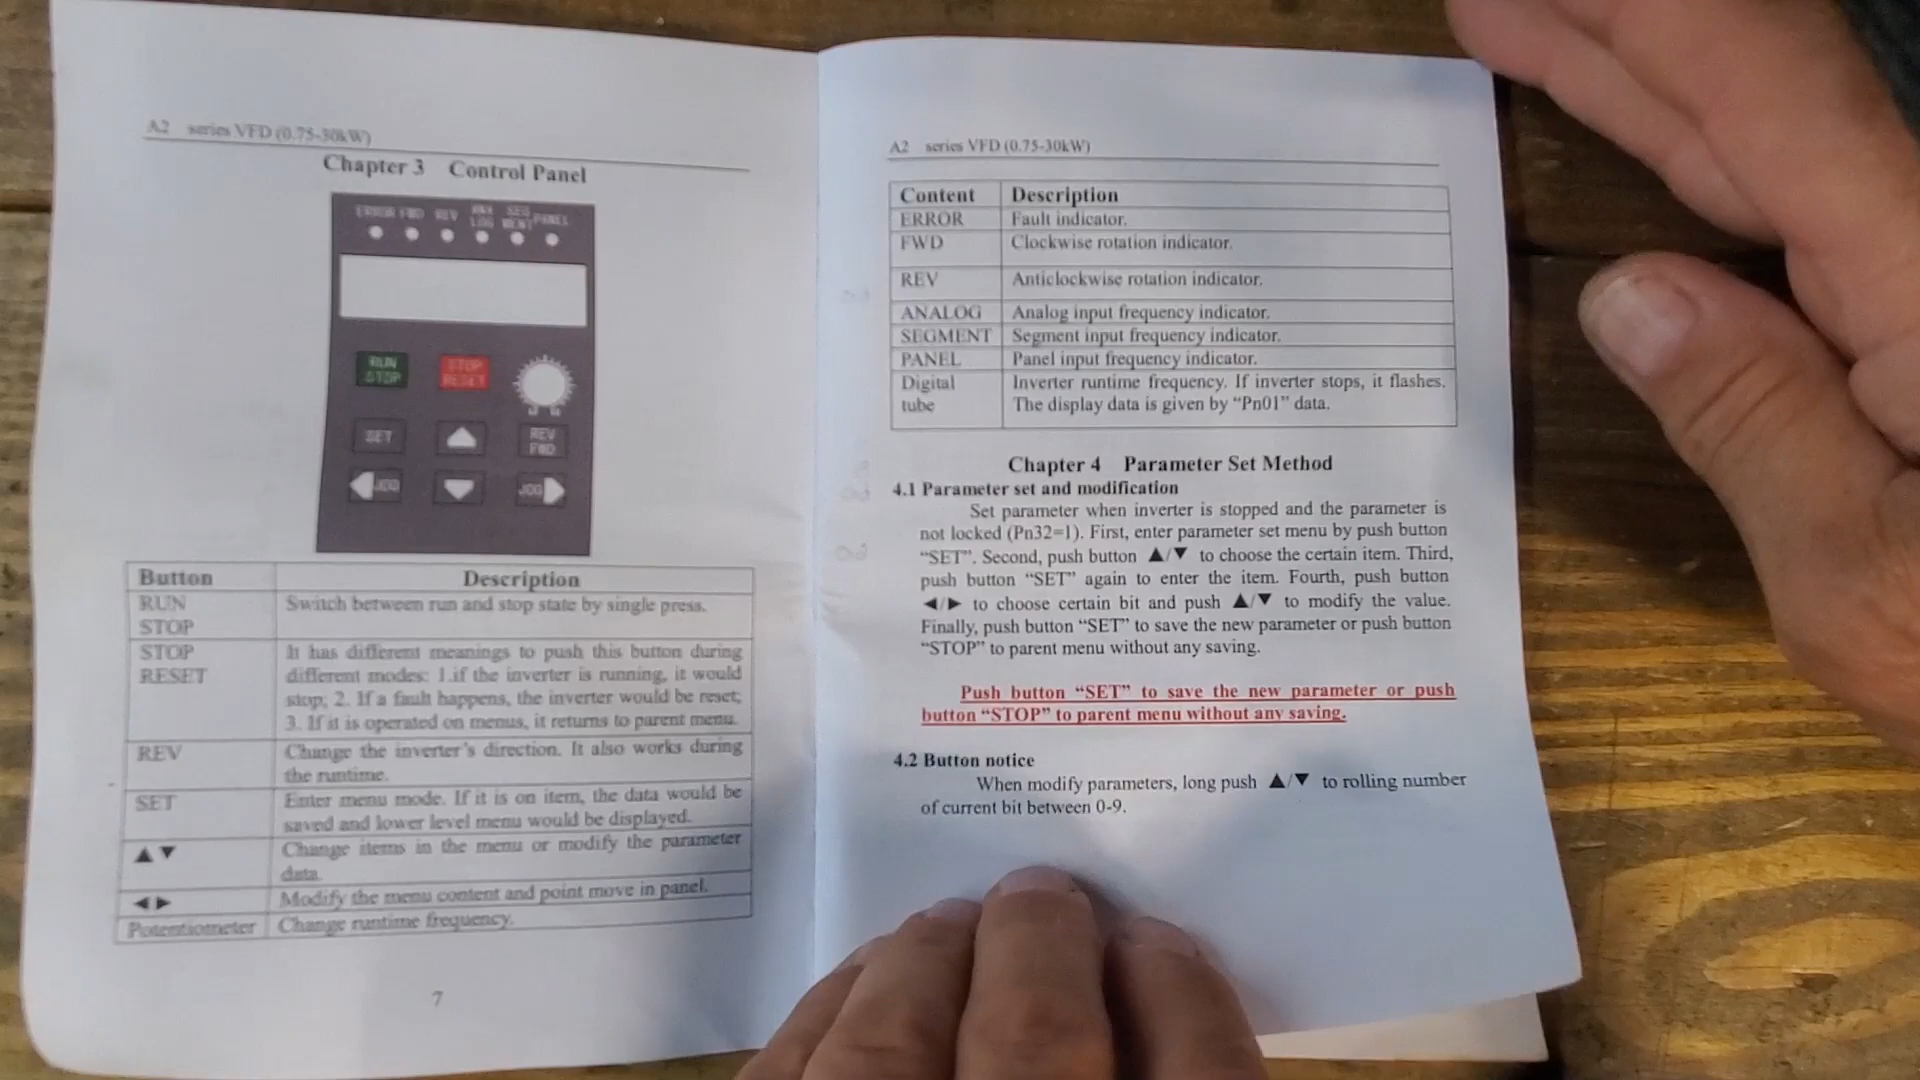 A2 series VFD (0.75-30kW)
Chapter 3 Control Panel
ERROR FWD REV ANA LOG SEG MENT PANEL
RUN STOP
STOP RESET
SET
REV FWD
JOG
JOG
Button Description
RUN STOP Switch between run and stop state by single press.
STOP RESET It has different meanings to push this button during
different modes: 1.if the inverter is running, it would
stop; 2. If a fault happens, the inverter would be reset;
3. If it is operated on menus, it returns to parent menu.
REV Change the inverter's direction. It also works during
the runtime.
SET Enter menu mode. If it is on item, the data would be
saved and lower level menu would be displayed.
▲▼ Change items in the menu or modify the parameter
data.
◀▶ Modify the menu content and point move in panel.
Potentiometer Change runtime frequency.
7
A2 series VFD (0.75-30kW)
Content Description
ERROR Fault indicator.
FWD Clockwise rotation indicator.
REV Anticlockwise rotation indicator.
ANALOG Analog input frequency indicator.
SEGMENT Segment input frequency indicator.
PANEL Panel input frequency indicator.
Digital tube Inverter runtime frequency. If inverter stops, it flashes.
The display data is given by “Pn01” data.
Chapter 4 Parameter Set Method
4.1 Parameter set and modification
Set parameter when inverter is stopped and the parameter is
not locked (Pn32=1). First, enter parameter set menu by push button
“SET”. Second, push button ▲/▼ to choose the certain item. Third,
push button “SET” again to enter the item. Fourth, push button
◀/▶ to choose certain bit and push ▲/▼ to modify the value.
Finally, push button “SET” to save the new parameter or push button
“STOP” to parent menu without any saving.
Push button “SET” to save the new parameter or push
button “STOP” to parent menu without any saving.
4.2 Button notice
When modify parameters, long push ▲/▼ to rolling number
of current bit between 0-9.